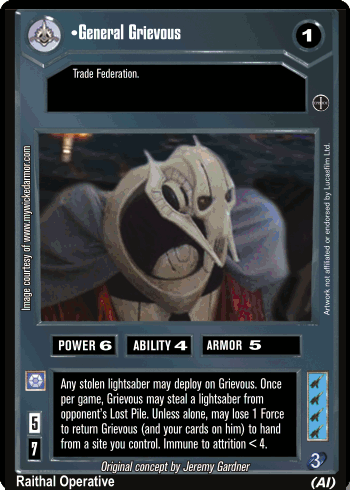 •General Grievous
1
Trade Federation.
Image courtesy of www.mywickedarmor.com
Artwork not affiliated or endorsed by Lucasfilm Ltd.
POWER 6
ABILITY 4
ARMOR 5
Any stolen lightsaber may deploy on Grievous. Once
per game, Grievous may steal a lightsaber from
opponent's Lost Pile. Unless alone, may lose 1 Force
to return Grievous (and your cards on him) to hand
from a site you control. Immune to attrition < 4.
5
7
3
Original concept by Jeremy Gardner
Raithal Operative
(AI)